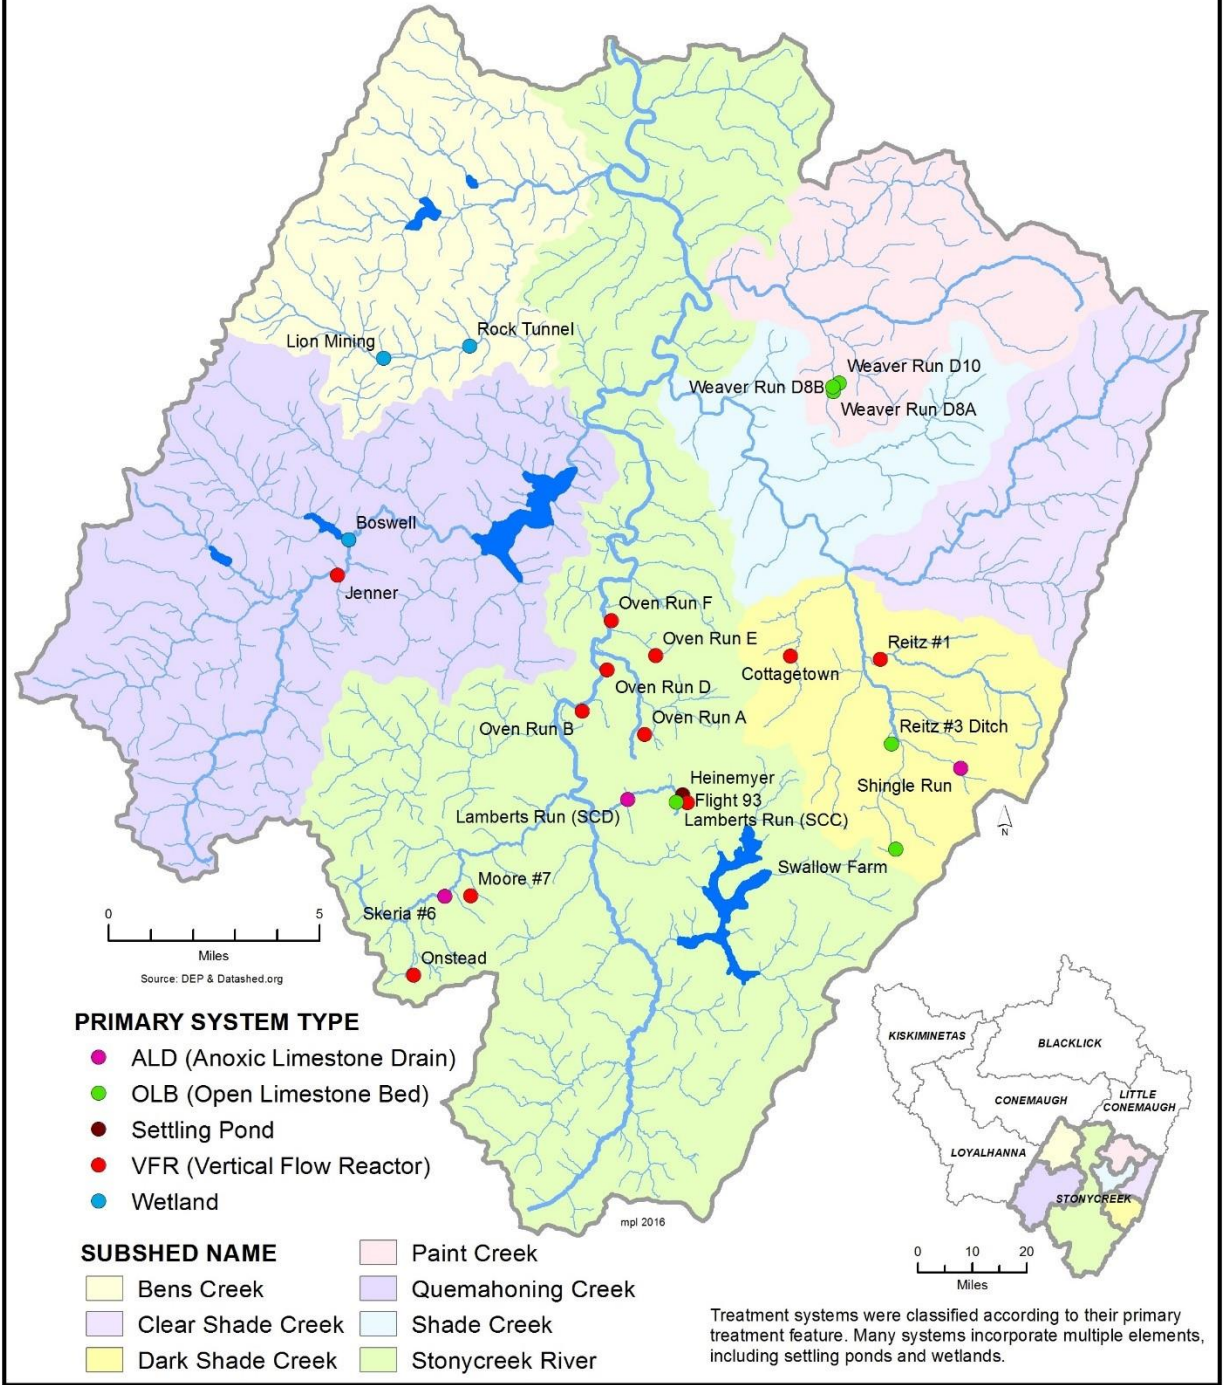 Rock Tunnel
Lion Mining
Weaver Run D10
Weaver Run D8B
Weaver Run D8A
Boswell
Jenner
Oven Run F
Oven Run E
Reitz #1
Cottagetown
Oven Run D
Oven Run A
Oven Run B
Reitz #3 Ditch
Heinemyer
Shingle Run
Flight 93
Lamberts Run (SCD)
Lamberts Run (SCC)
N
Swallow Farm
Moore #7
Skeria #6
Onstead
0 5
Miles
Source: DEP & Datashed.org
PRIMARY SYSTEM TYPE
ALD (Anoxic Limestone Drain)
OLB (Open Limestone Bed)
Settling Pond
VFR (Vertical Flow Reactor)
Wetland
mpl 2016
SUBSHED NAME
Bens Creek
Clear Shade Creek
Dark Shade Creek
Paint Creek
Quemahoning Creek
Shade Creek
Stonycreek River
KISKIMINETAS
BLACKLICK
CONEMAUGH
LITTLE
CONEMAUGH
LOYALHANNA
STONYCREEK
0 10 20
Miles
Treatment systems were classified according to their primary
treatment feature. Many systems incorporate multiple elements,
including settling ponds and wetlands.